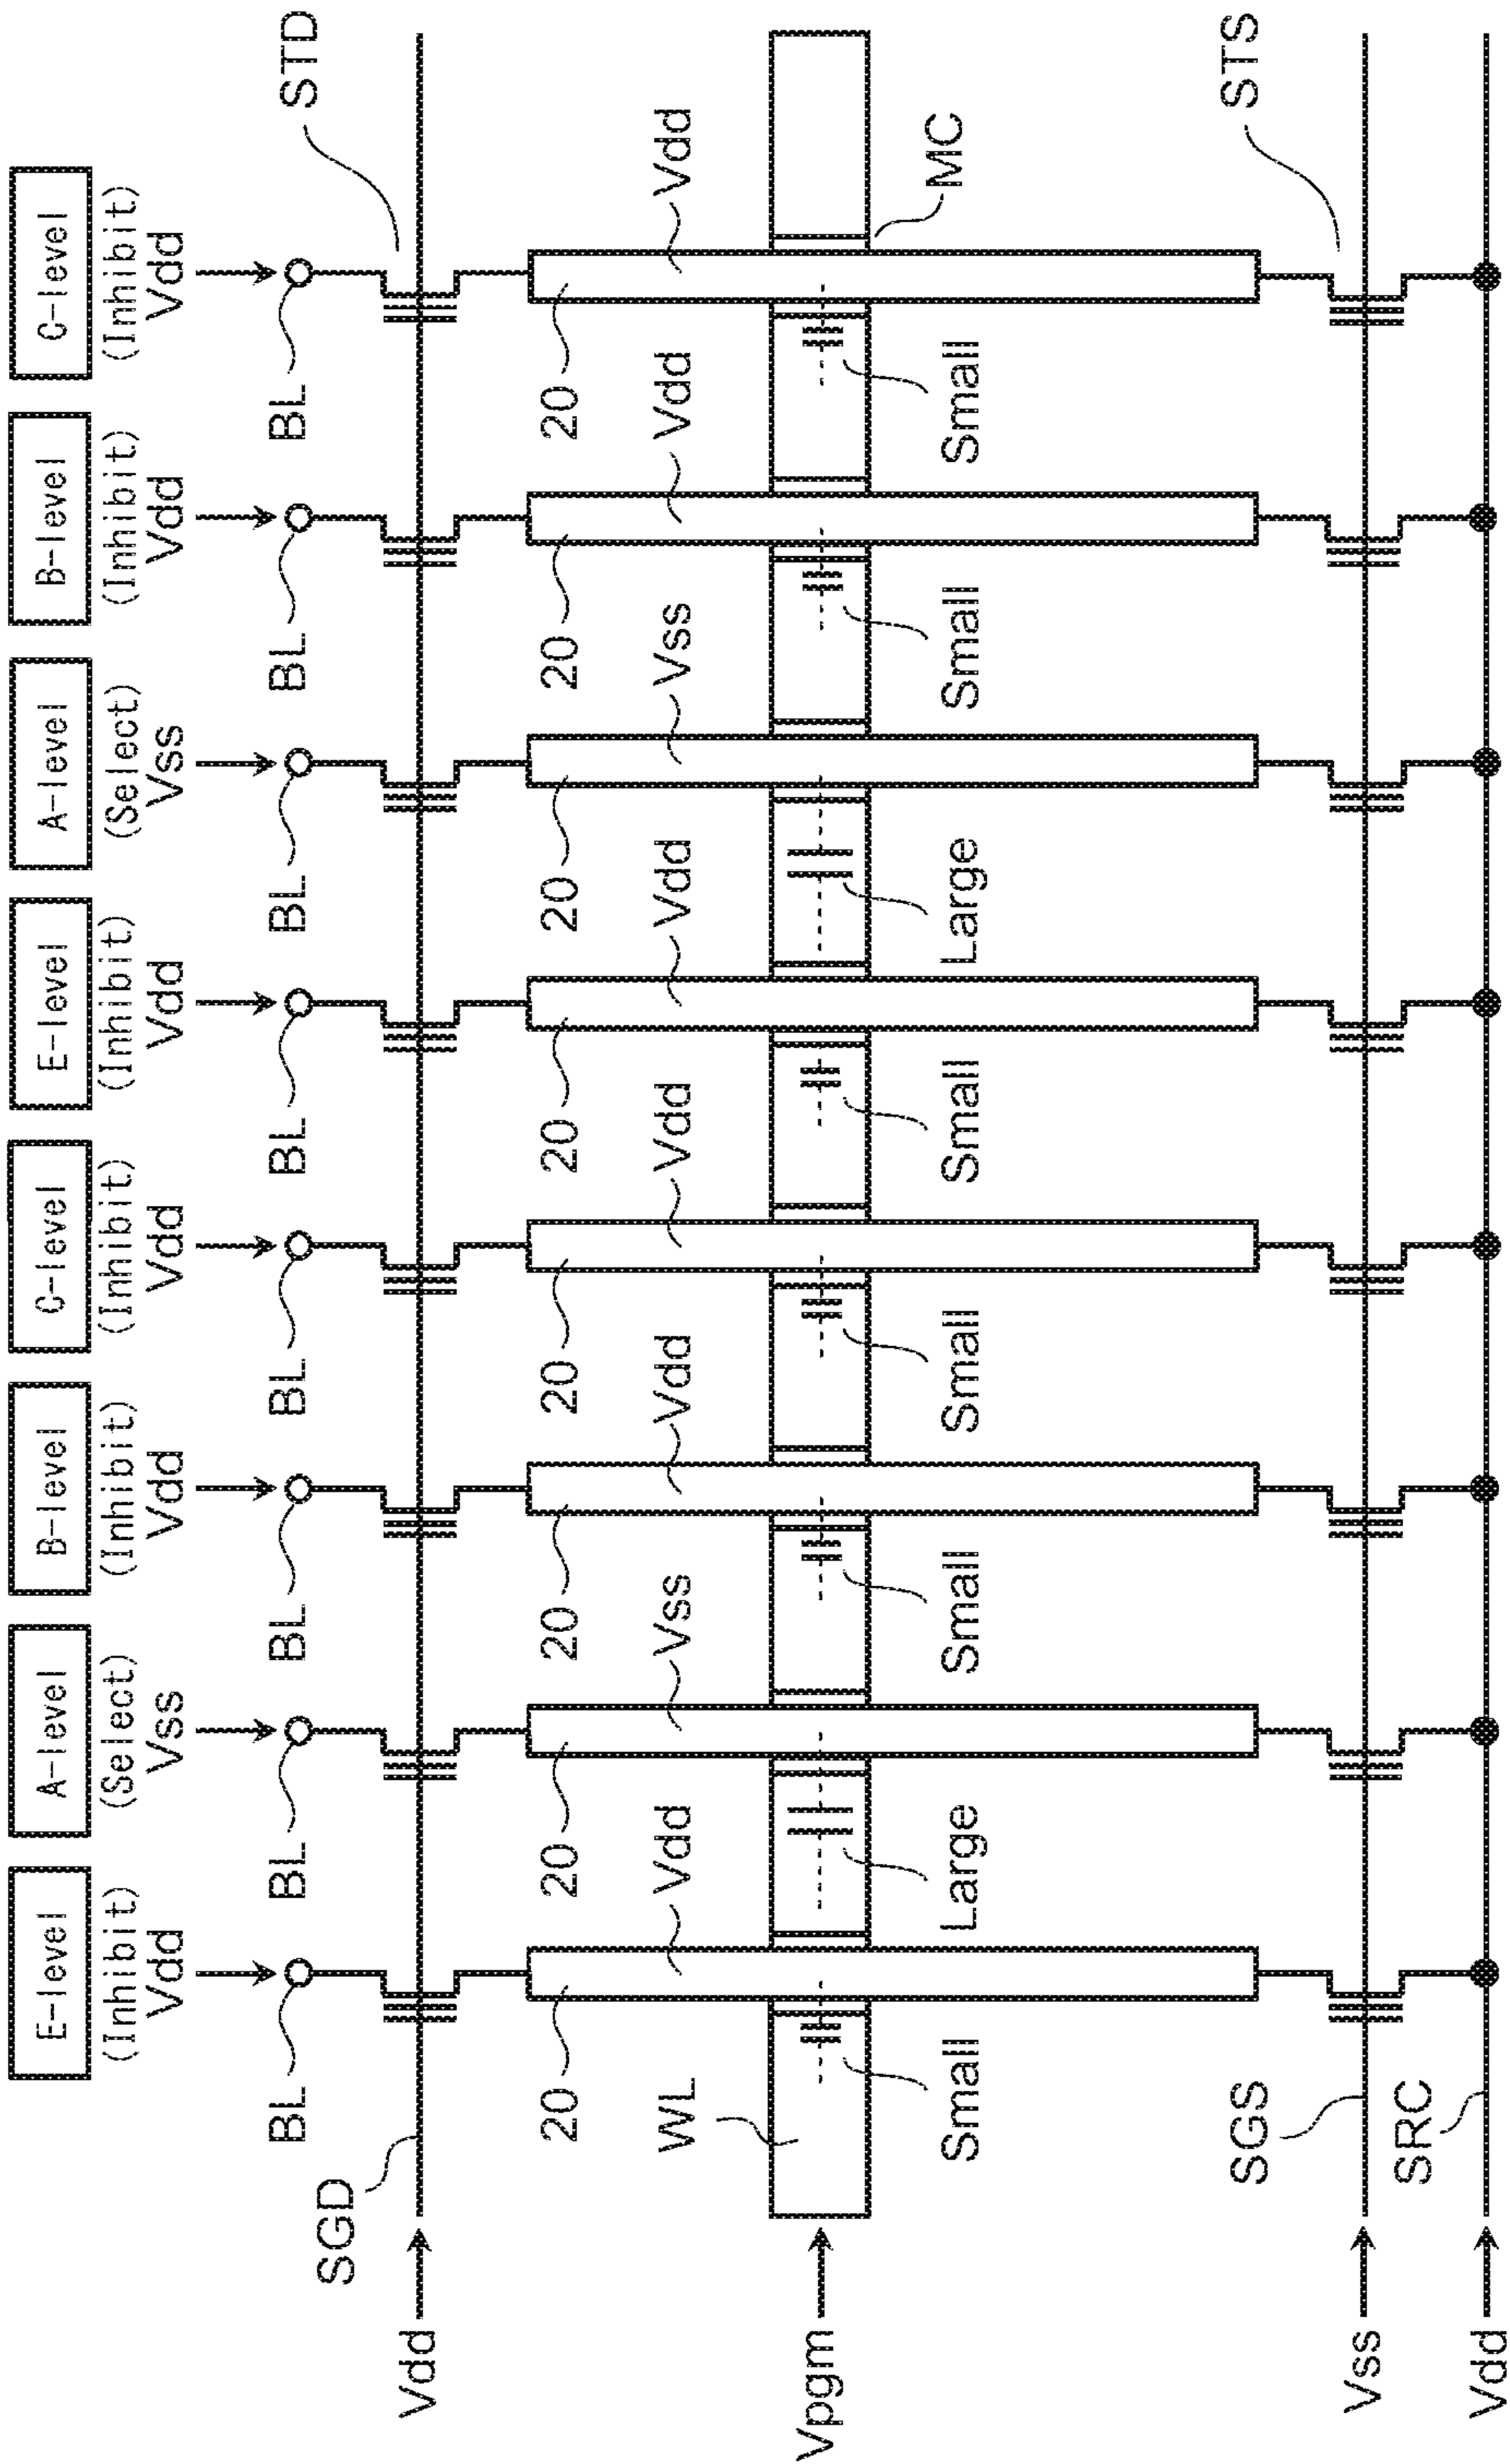 E-level A-level B-level C-level E-level A-level B-level C-level
(Inhibit) (Select) (Inhibit) (Inhibit) (Inhibit) (Select) (Inhibit) (Inhibit)
Vdd Vss Vdd Vdd Vdd Vss Vdd Vdd
BL BL BL BL BL BL BL BL
STD
SGD
Vdd
20 20 20 20 20 20 20 20
WL Vdd Vss Vdd Vdd Vdd Vss Vdd Vdd
Vpgm
MC
Small Large Small Small Small Large Small Small
STS
SGS
Vss
SRC
Vdd